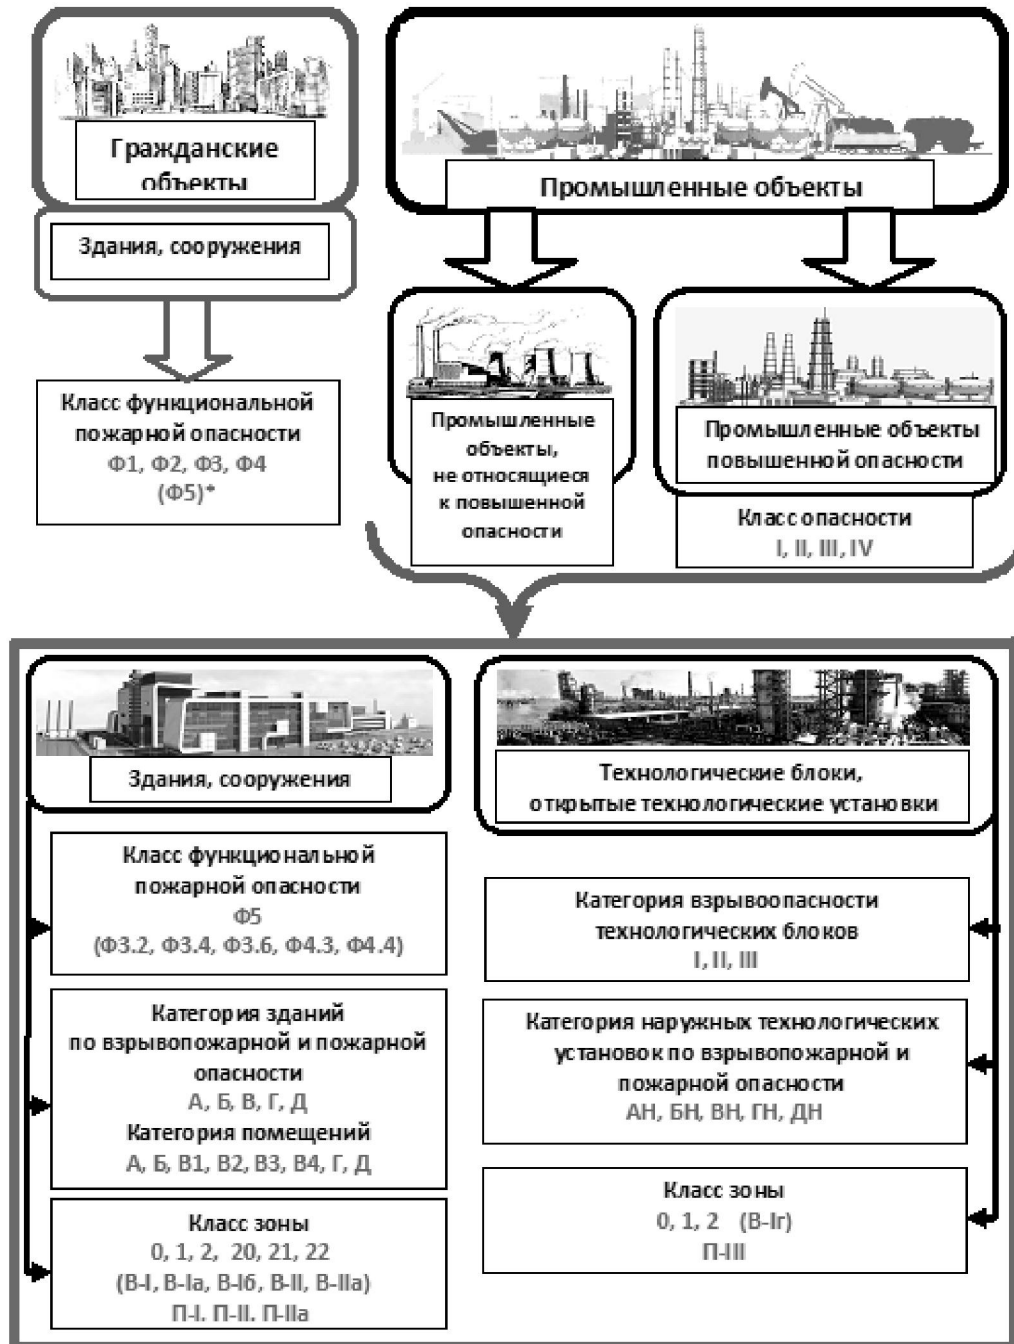 Гражданские
объекты
Здания, сооружения
Класс функциональной
пожарной опасности
Ф1, Ф2, Ф3, Ф4
(Ф5)*
Промышленные объекты
Промышленные
объекты,
не относящиеся
к повышенной
опасности
Промышленные объекты
повышенной опасности
Класс опасности
I, II, III, IV
Здания, сооружения
Класс функциональной
пожарной опасности
Ф5
(Ф3.2, Ф3.4, Ф3.6, Ф4.3, Ф4.4)
Категория зданий
по взрывопожарной и пожарной
опасности
А, Б, В, Г, Д
Категория помещений
А, Б, В1, В2, В3, В4, Г, Д
Класс зоны
0, 1, 2, 20, 21, 22
(В-I, В-Iа, В-Iб, В-II, В-IIа)
П-I. П-II. П-IIа
Технологические блоки,
открытые технологические установки
Категория взрывоопасности
технологических блоков
I, II, III
Категория наружных технологических
установок по взрывопожарной и
пожарной опасности
АН, БН, ВН, ГН, ДН
Класс зоны
0, 1, 2 (В-Iг)
П-III